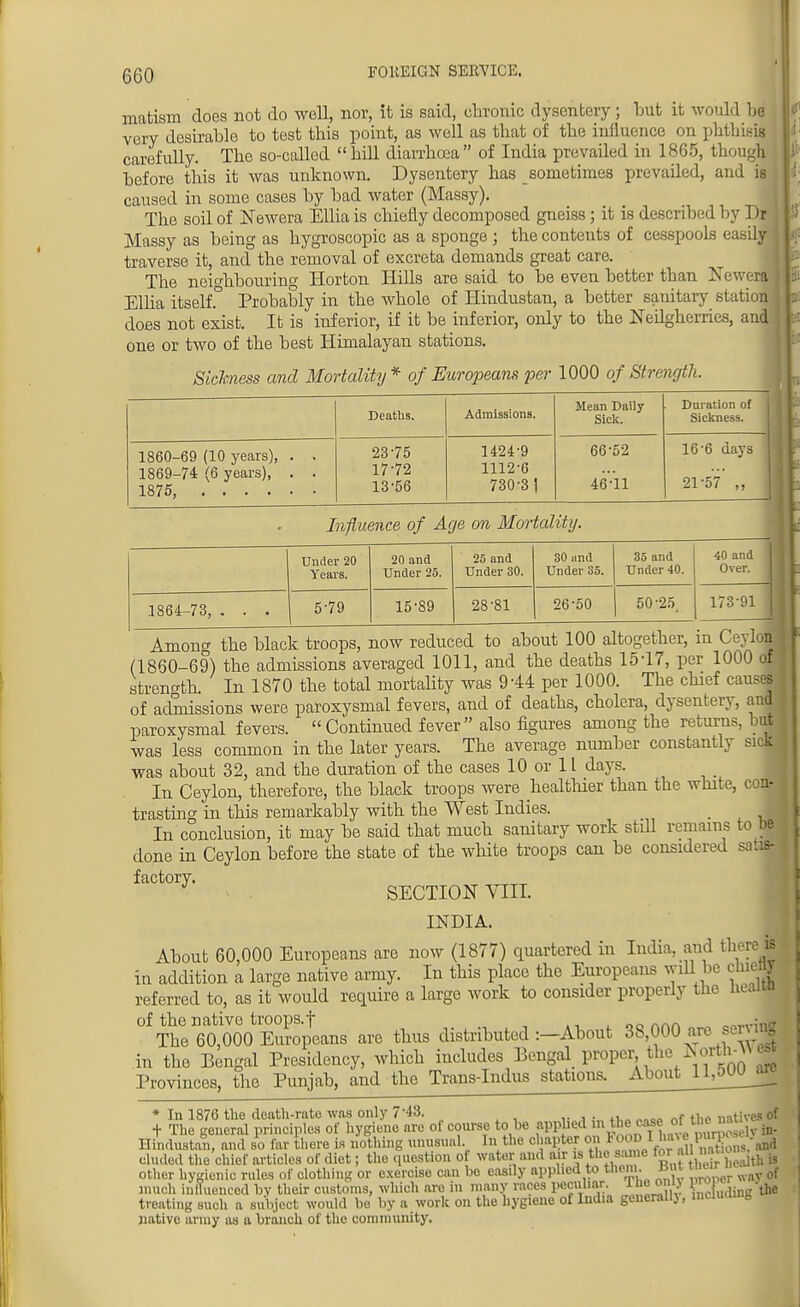 660 FOREIGN SERVICE.
matism does not do well, nor, it is said, chronic dysentery; but it would be
very desirable to test this point, as well as that of the influence on phthisis
carefully. The so-called “hill diarrhœa” of India prevailed in 1865, though
before this it was unknown. Dysentery has sometimes prevailed, and is
caused in some cases by bad water (Massy).
The soil of Newera Ellia is chiefly decomposed gneiss; it is described by Dr
Massy as being as hygroscopic as a sponge; the contents of cesspools easily
traverse it, and the removal of excreta demands great care.
The neighbouring Horton Hills are said to be even better than Newera
Ellia itself. Probably in the whole of Hindustan, a better sanitary station
does not exist. It is inferior, if it be inferior, only to the Neilgherries, and
one or two of the best Himalayan stations.
Sickness and Mortality * of Europeans per 1000 of Strength.
Deaths. Admissions. Mean Daily Sick. Duration of Sickness.
1860-69 (10 years), . . 23·75 1424·9 66·52 16·6 days
1869-74 (6 years), . . 17·72 1112·6 ... ...
1875, . . . . . . 13·56 730·3 46·11 21·57 ,,
Influence of Age on Mortality.
Under 20 Years. 20 and Under 25. 25 and Under 30. 30 and Under 35. 35 and Under 40. 40 and Over.
1864-73, . . . 5·79 15·89 28·81 26·50 50·25 173·91
Among the black troops, now reduced to about 100 altogether, in Ceylon
(1860-69) the admissions averaged 1011, and the deaths 15·17, per 1000 of
strength. In 1870 the total mortality was 9·44 per 1000. The chief causes
of admissions were paroxysmal fevers, and of deaths, cholera, dysentery, and
paroxysmal fevers. “Continued fever” also figures among the returns, but
was less common in the later years. The average number constantly sick
was about 32, and the duration of the cases 10 or 11 days.
In Ceylon, therefore, the black troops were healthier than the white, con-
trasting in this remarkably with the West Indies.
In conclusion, it may be said that much sanitary work still remains to be
done in Ceylon before the state of the white troops can be considered satis-
factory.
SECTION VIII.
INDIA.
About 60,000 Europeans are now (1877) quartered in India, and there is
in addition a large native army. In this place the Europeans will be chiefly
referred to, as it would require a large work to consider properly the health
of the native troops.†
The 60,000 Europeans are thus distributed :—About 38,000 are serving
in the Bengal Presidency, which includes Bengal proper, the North-West
Provinces, the Punjab, and the Trans-Indus stations. About 11,500 are
* In 1876 the death-rate was only 7·43.
† The general principles of hygiene are of course to be applied in the case of the natives of
Hindustan, and so far there is nothing unusual. In the chapter on FOOD I have purposely in-
cluded the chief articles of diet; the question of water and air is the same for all nations, and
other hygienic rules of clothing or exercise can be easily applied to them. But their health is
much influenced by their customs, which are in many races peculiar. The only proper way of
treating such a subject would be by a work on the hygiene of India generally, including the
native army as a branch of the community.